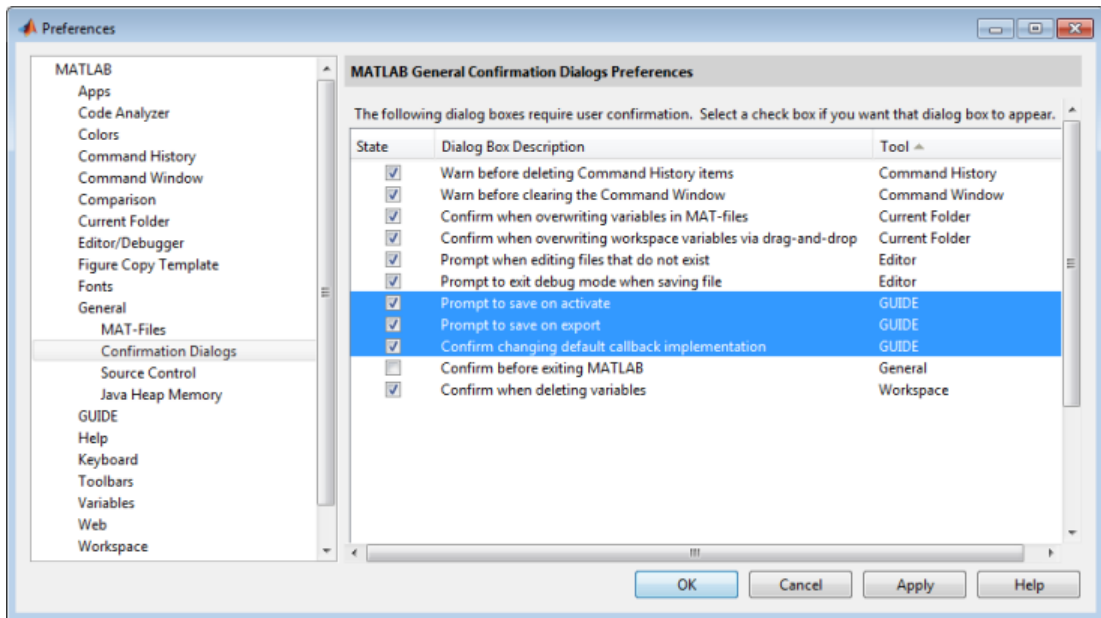 Preferences
MATLAB
Apps
Code Analyzer
Colors
Command History
Command Window
Comparison
Current Folder
Editor/Debugger
Figure Copy Template
Fonts
General
MAT-Files
Confirmation Dialogs
Source Control
Java Heap Memory
GUIDE
Help
Keyboard
Toolbars
Variables
Web
Workspace
MATLAB General Confirmation Dialogs Preferences
The following dialog boxes require user confirmation. Select a check box if you want that dialog box to appear.
State Dialog Box Description Tool
Warn before deleting Command History items Command History
Warn before clearing the Command Window Command Window
Confirm when overwriting variables in MAT-files Current Folder
Confirm when overwriting workspace variables via drag-and-drop Current Folder
Prompt when editing files that do not exist Editor
Prompt to exit debug mode when saving file Editor
Prompt to save on activate GUIDE
Prompt to save on export GUIDE
Confirm changing default callback implementation GUIDE
Confirm before exiting MATLAB General
Confirm when deleting variables Workspace
OK Cancel Apply Help